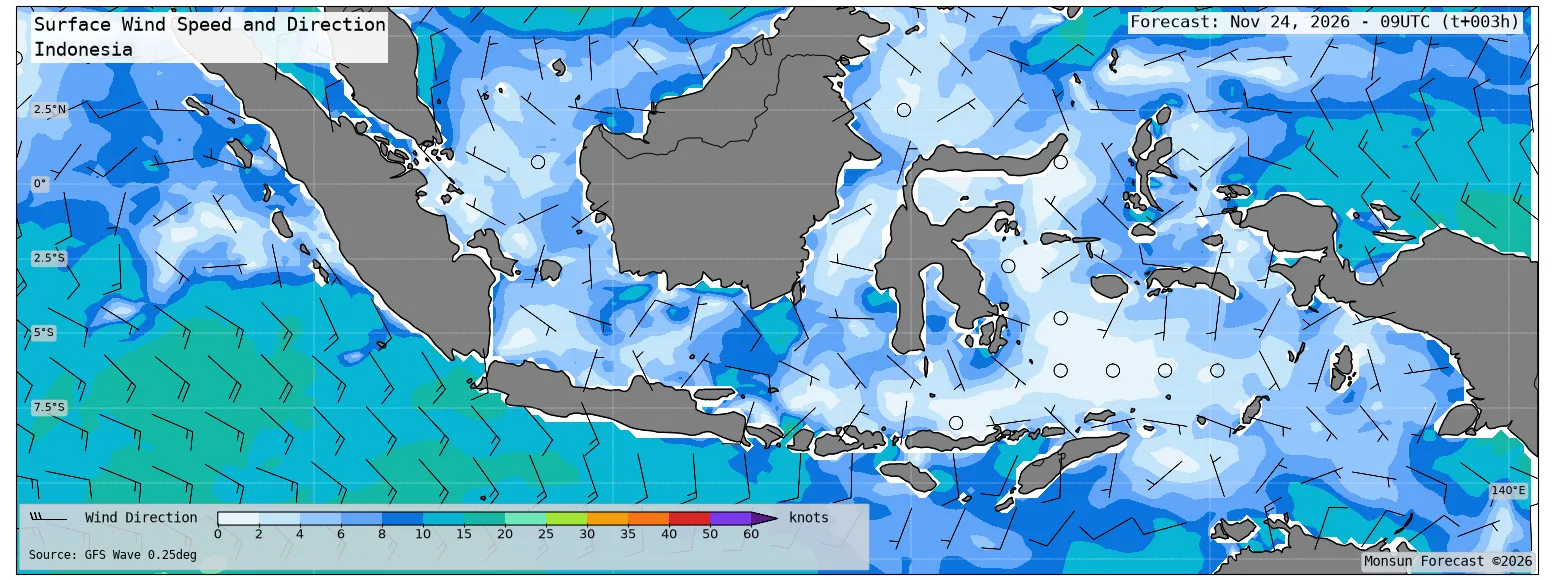 Surface Wind Speed and Direction
Indonesia
Forecast: Nov 24, 2026 - 09UTC (t+003h)
2.5°N
0°
2.5°S
5°S
7.5°S
140°E
Wind Direction
knots
0 2 4 6 8 10 15 20 25 30 35 40 50 60
Source: GFS Wave 0.25deg
Monsun Forecast ©2026